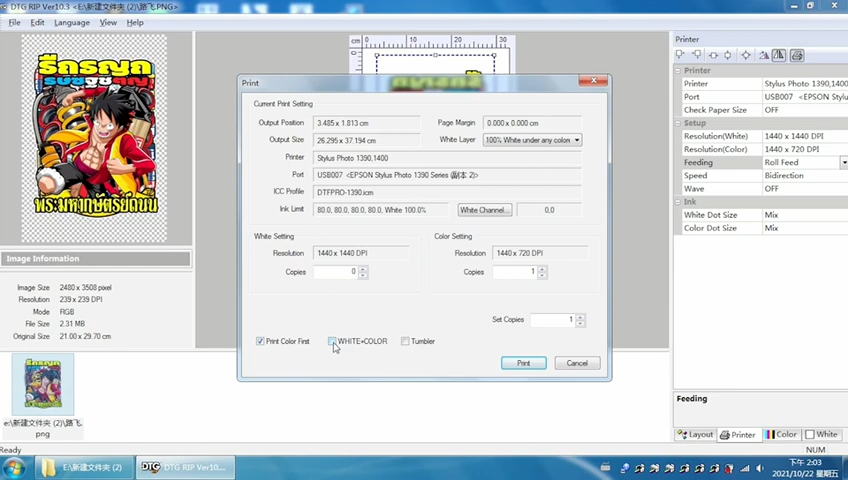 DTG RIP Ver10.3 <E:\新建文件夹 (2)\路飞.PNG>
File Edit Language View Help
cm 0 10 20 30
Print
Current Print Setting
Output Position 3.485 x 1.813 cm Page Margin 0.000 x 0.000 cm
Output Size 26.295 x 37.194 cm White Layer 100% White under any color
Printer Stylus Photo 1390,1400
Port USB007 <EPSON Stylus Photo 1390 Series (副本 2)>
ICC Profile DTFPRO-1390.icm
Ink Limit 80.0, 80.0, 80.0, 80.0, White 100.0% White Channel... 0,0
White Setting Color Setting
Resolution 1440 x 1440 DPI Resolution 1440 x 720 DPI
Copies 0 Copies 1
Set Copies 1
Print Color First WHITE+COLOR Tumbler
Print Cancel
Image Information
Image Size 2480 x 3508 pixel
Resolution 239 x 239 DPI
Mode RGB
File Size 2.31 MB
Original Size 21.00 x 29.70 cm
e:\新建文件夹 (2)\路飞.
png
Printer
Printer
Printer Stylus Photo 1390,1
Port USB007 <EPSON S
Check Paper Size OFF
Setup
Resolution(White) 1440 x 1440 DPI
Resolution(Color) 1440 x 720 DPI
Feeding Roll Feed
Speed Bidirection
Wave OFF
Ink
White Dot Size Mix
Color Dot Size Mix
Feeding
Layout Printer Color White
Ready NUM
E:\新建文件夹 (2) DTG RIP Ver10....
下午 2:03
2021/10/22 星期五